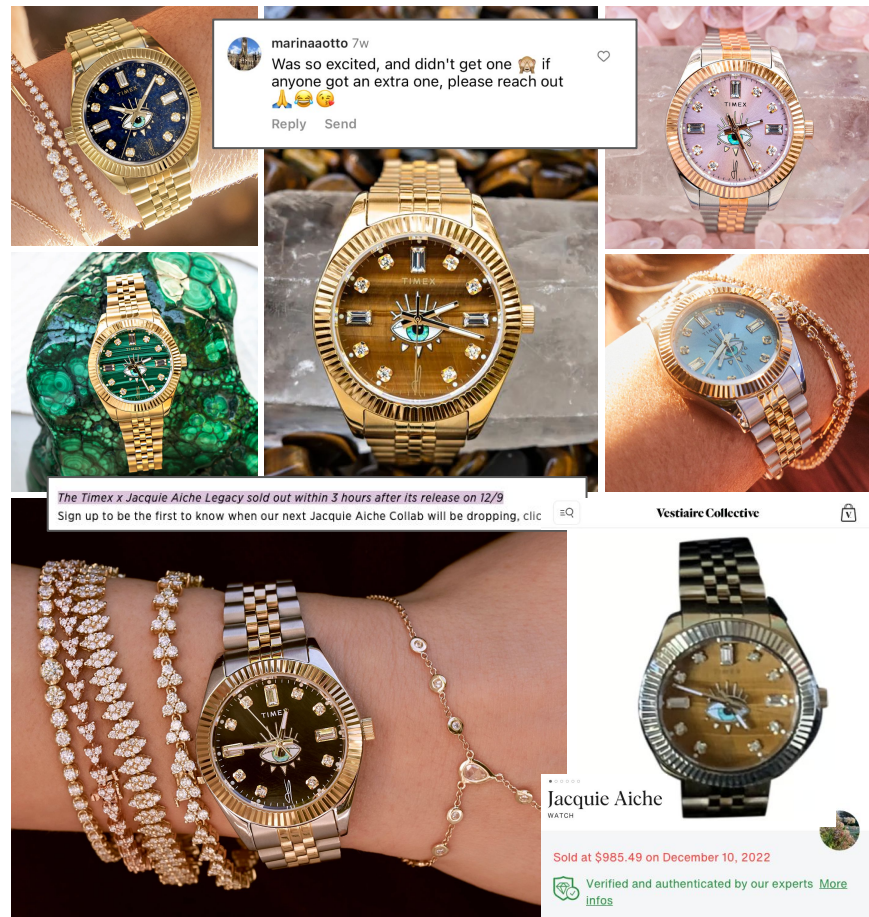 marinaaotto 7w
Was so excited, and didn't get one 🙈 if
anyone got an extra one, please reach out
🙏😂😘
Reply Send
TIMEX
TIMEX
TIMEX
TIMEX
The Timex x Jacquie Aiche Legacy sold out within 3 hours after its release on 12/9
Sign up to be the first to know when our next Jacquie Aiche Collab will be dropping, clic
Vestiaire Collective
V
TIMEX
Jacquie Aiche
WATCH
Sold at $985.49 on December 10, 2022
Verified and authenticated by our experts More
infos